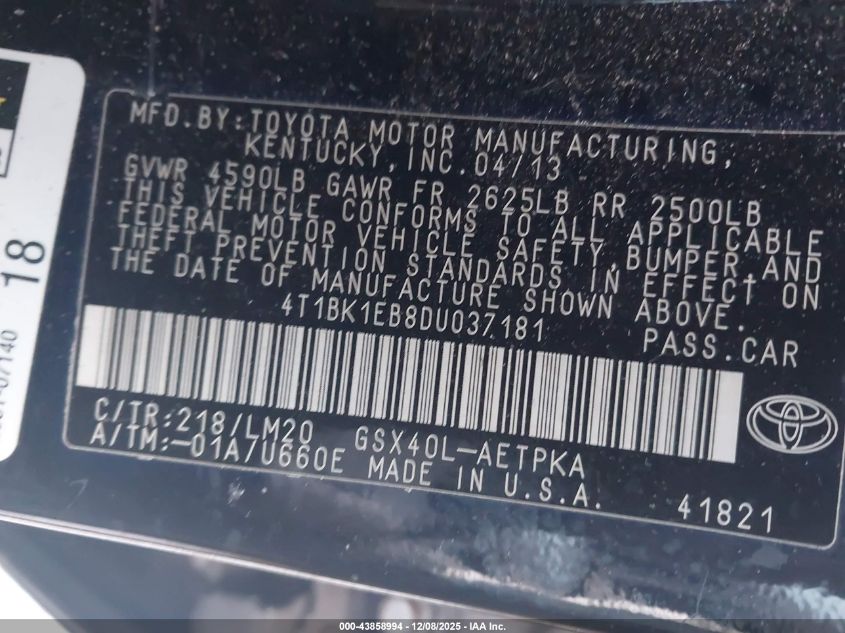 MFD.BY:TOYOTA MOTOR MANUFACTURING,
KENTUCKY, INC. 04/13
GVWR 4590LB GAWR FR 2625LB RR 2500LB
THIS VEHICLE CONFORMS TO ALL APPLICABLE
FEDERAL MOTOR VEHICLE SAFETY, BUMPER, AND
THEFT PREVENTION STANDARDS IN EFFECT ON
THE DATE OF MANUFACTURE SHOWN ABOVE.
4T1BK1EB8DU037181
PASS.CAR
C/TR:218/LM20 GSX40L-AETPKA
A/TM:-01A/U660E MADE IN U.S.A.
41821
18
000-43858994 | 12/08/2025 - IAA Inc.